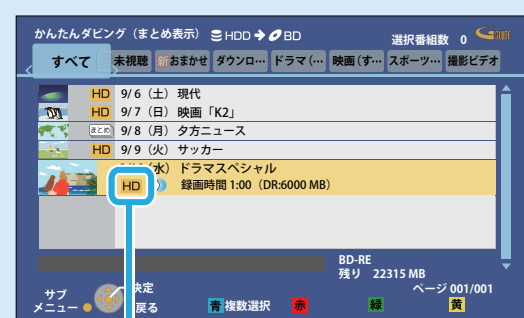 かんたんダビング（まとめ表示） HDD → BD
選択番組数 0 GUIDE
すべて 未視聴 新おまかせ ダウンロ… ドラマ（… 映画（す… スポーツ… 撮影ビデオ
HD 9/ 6（土）現代
HD 9/ 7（日）映画「K2」
まとめ 9/ 8（月）夕方ニュース
HD 9/ 9（火）サッカー
（水）ドラマスペシャル
HD 録画時間 1:00（DR:6000 MB）
BD-RE
残り 22315 MB
ページ 001/001
サブ
メニュー
決定
戻る
青 複数選択 赤 緑 黄